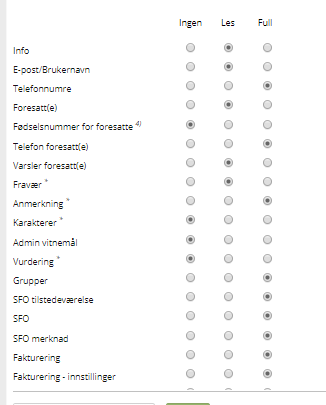 Ingen Les Full
Info
E-post/Brukernavn
Telefonnumre
Foresatt(e)
Fødselsnummer for foresatte 4)
Telefon foresatt(e)
Varsler foresatt(e)
Fravær *
Anmerkning *
Karakterer *
Admin vitnemål
Vurdering *
Grupper
SFO tilstedeværelse
SFO
SFO merknad
Fakturering
Fakturering - innstillinger